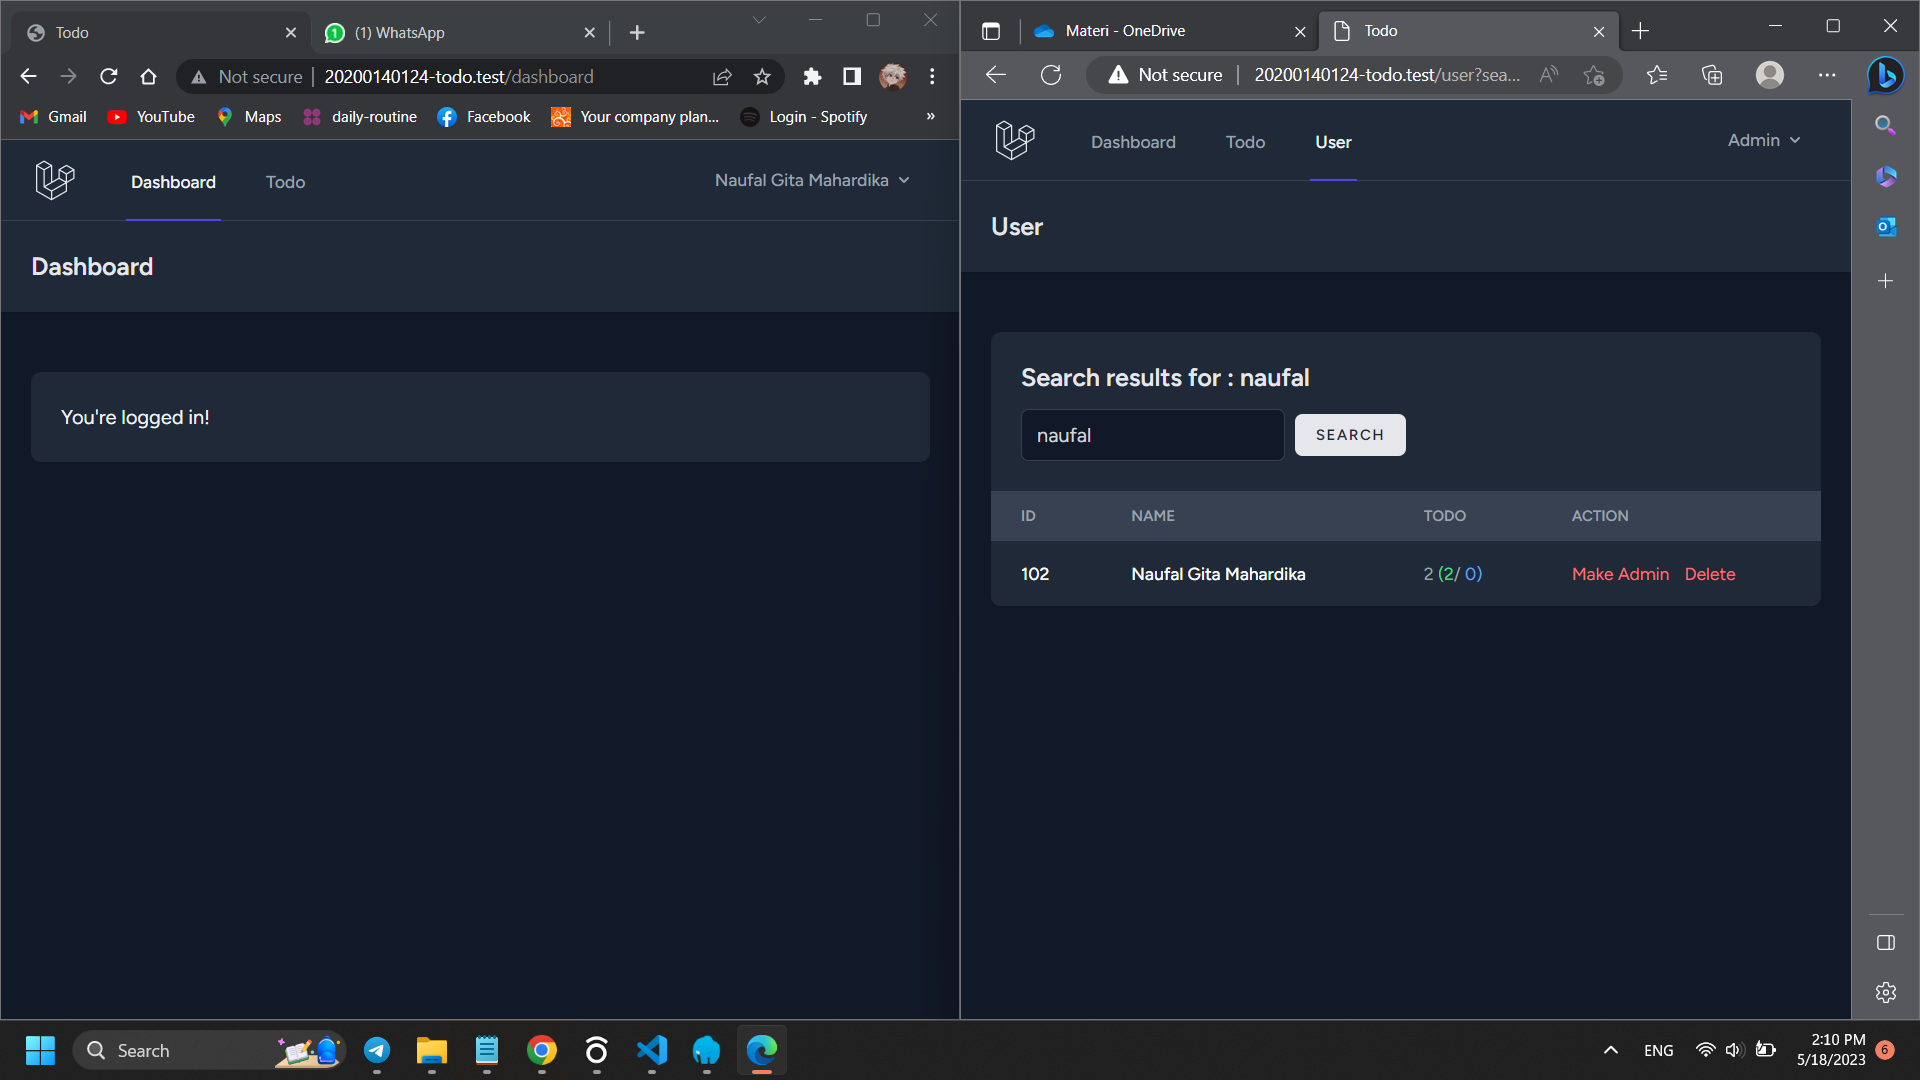 Todo
(1) WhatsApp
Not secure
20200140124-todo.test/dashboard
Gmail
YouTube
Maps
daily-routine
Facebook
Your company plan...
Login - Spotify
»
Dashboard
Todo
Naufal Gita Mahardika
Dashboard
You're logged in!
Materi - OneDrive
Todo
Not secure
20200140124-todo.test/user?sea...
Dashboard
Todo
User
Admin
User
Search results for : naufal
naufal
SEARCH
ID NAME TODO ACTION
102 Naufal Gita Mahardika 2 (2/ 0) Make Admin Delete
Search
ENG
2:10 PM
5/18/2023
6